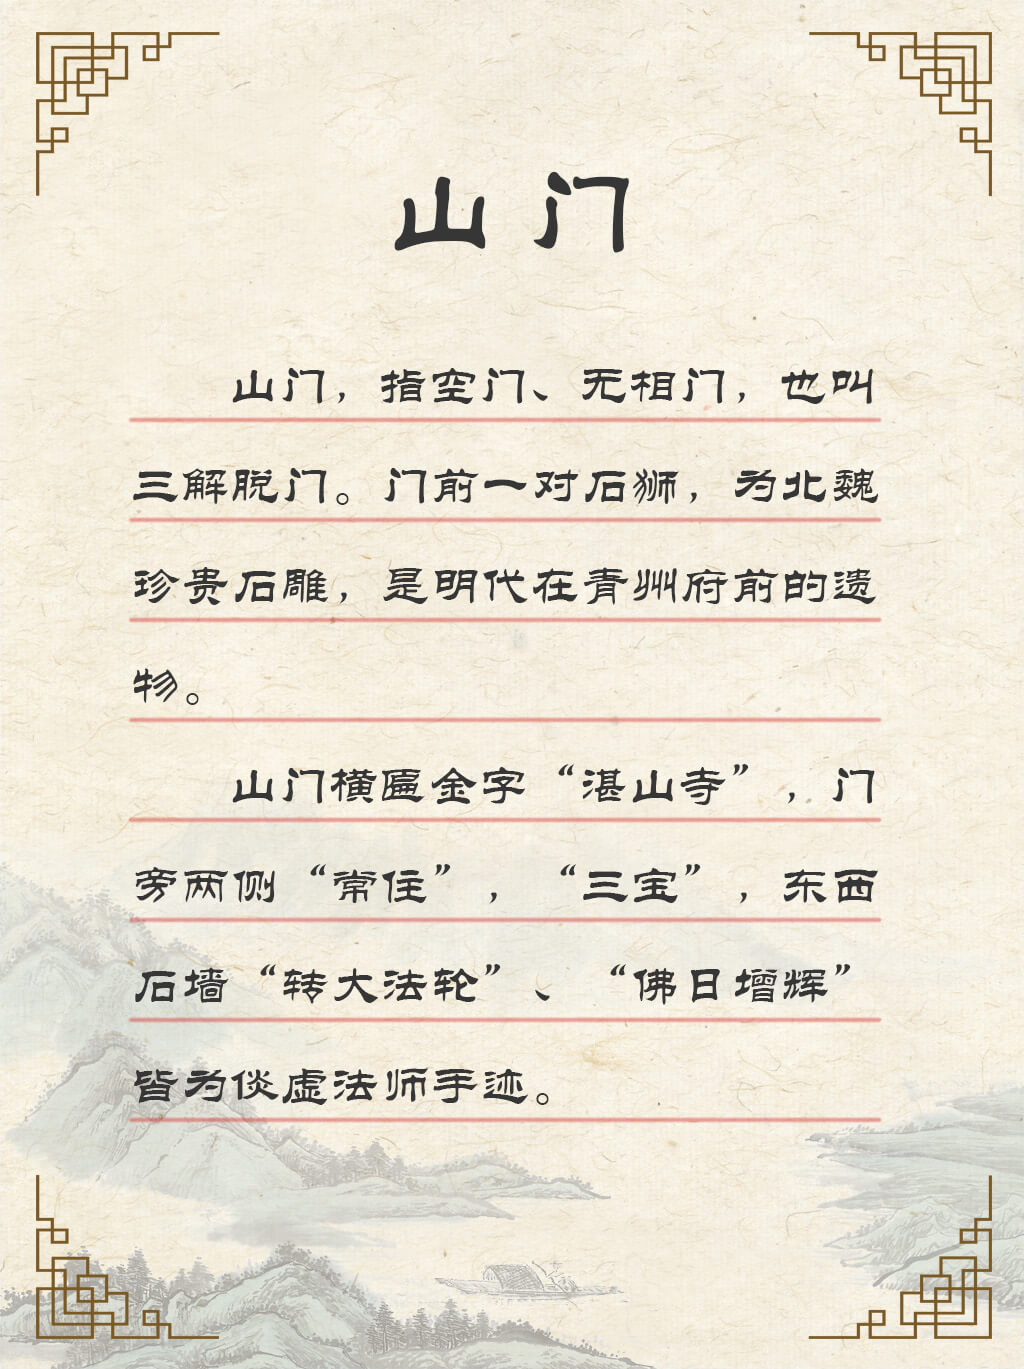 山门
山门，指空门、无相门，也叫
三解脱门。门前一对石狮，为北魏
珍贵石雕，是明代在青州府前的遗
物。
山门横匾金字“湛山寺”，门
旁两侧“常住”，“三宝”，东西
石墙“转大法轮”、“佛日增辉”
皆为倓虚法师手迹。